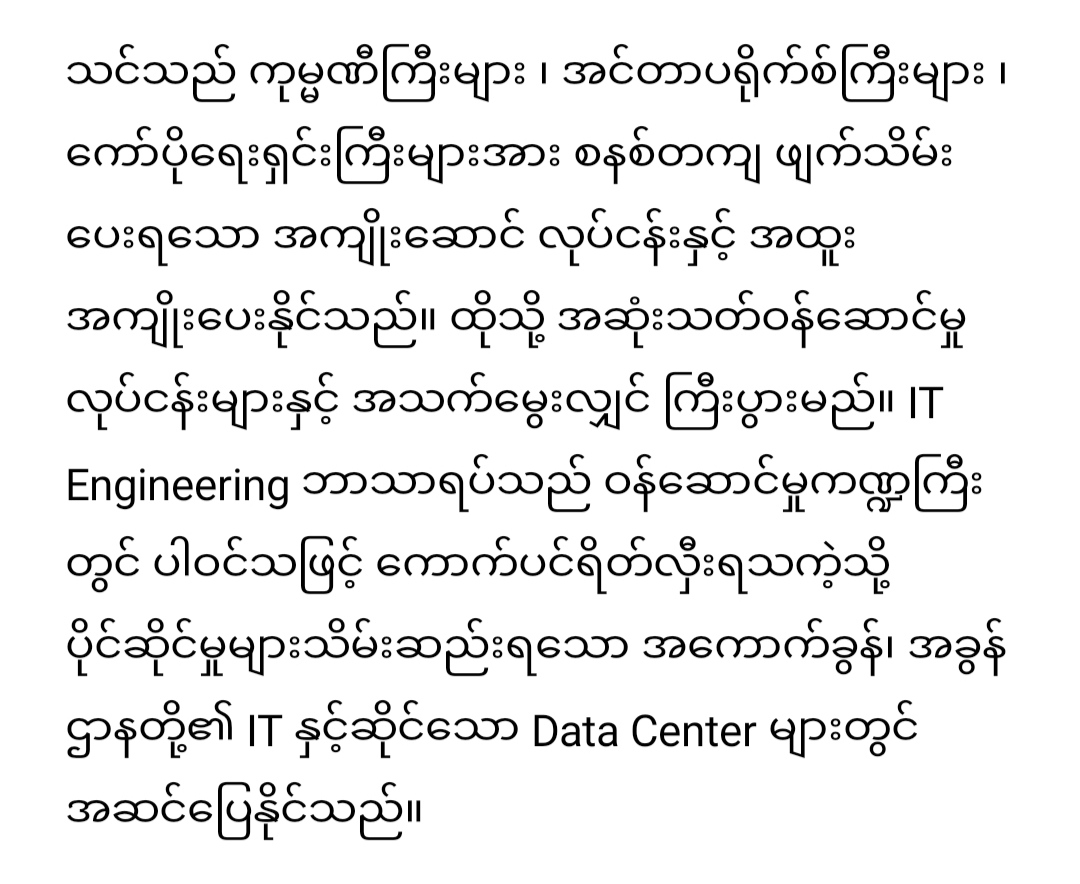 သင်သည် ကုမ္မဏီကြီးများ ၊ အင်တာပရိုက်စ်ကြီးများ ၊
ကော်ပိုရေးရှင်းကြီးများအား စနစ်တကျ ဖျက်သိမ်း
ပေးရသော အကျိုးဆောင် လုပ်ငန်းနှင့် အထူး
အကျိုးပေးနိုင်သည်။ ထိုသို့ အဆုံးသတ်ဝန်ဆောင်မှု
လုပ်ငန်းများနှင့် အသက်မွေးလျှင် ကြီးပွားမည်။ IT
Engineering ဘာသာရပ်သည် ဝန်ဆောင်မှုကဏ္ဍကြီး
တွင် ပါဝင်သဖြင့် ကောက်ပင်ရိတ်လှီးရသကဲ့သို့
ပိုင်ဆိုင်မှုများသိမ်းဆည်းရသော အကောက်ခွန်၊ အခွန်
ဌာနတို့၏ IT နှင့်ဆိုင်သော Data Center များတွင်
အဆင်ပြေနိုင်သည်။